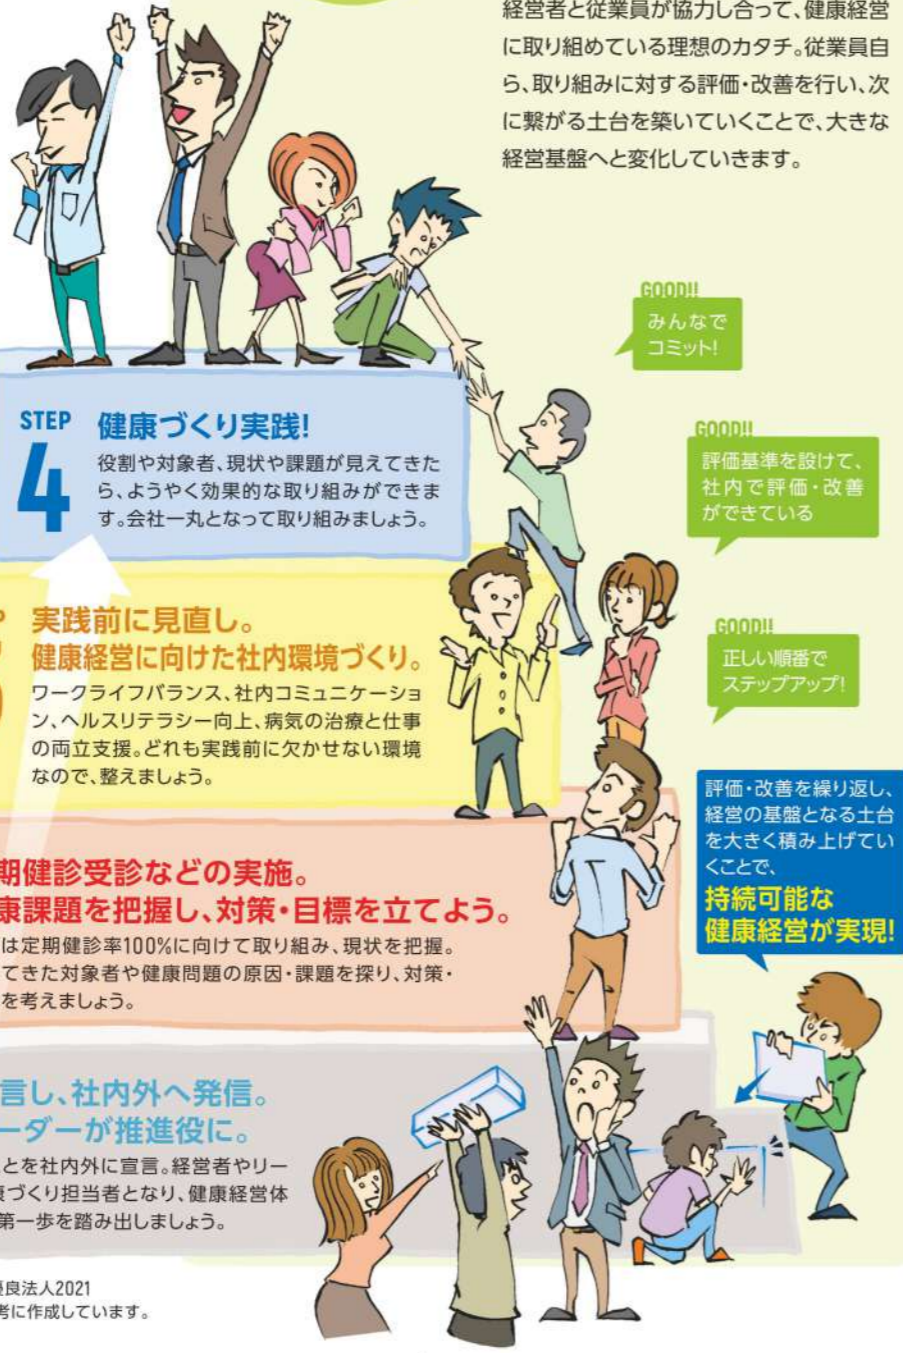 経営者と従業員が協力し合って、健康経営
に取り組めている理想のカタチ。従業員自
ら、取り組みに対する評価・改善を行い、次
に繋がる土台を築いていくことで、大きな
経営基盤へと変化していきます。
GOOD!!
みんなで
コミット!
STEP
4
健康づくり実践!
役割や対象者、現状や課題が見えてきた
ら、ようやく効果的な取り組みができま
す。会社一丸となって取り組みましょう。
GOOD!!
評価基準を設けて、
社内で評価・改善
ができている
実践前に見直し。
健康経営に向けた社内環境づくり。
ワークライフバランス、社内コミュニケーショ
ン、ヘルスリテラシー向上、病気の治療と仕事
の両立支援。どれも実践前に欠かせない環境
なので、整えましょう。
GOOD!!
正しい順番で
ステップアップ!
評価・改善を繰り返し、
経営の基盤となる土台
を大きく積み上げてい
くことで、
持続可能な
健康経営が実現!
期健診受診などの実施。
康課題を把握し、対策・目標を立てよう。
は定期健診率100%に向けて取り組み、現状を把握。
てきた対象者や健康問題の原因・課題を探り、対策・
を考えましょう。
言し、社内外へ発信。
ーダーが推進役に。
とを社内外に宣言。経営者やリー
康づくり担当者となり、健康経営体
第一歩を踏み出しましょう。
優良法人2021
考に作成しています。